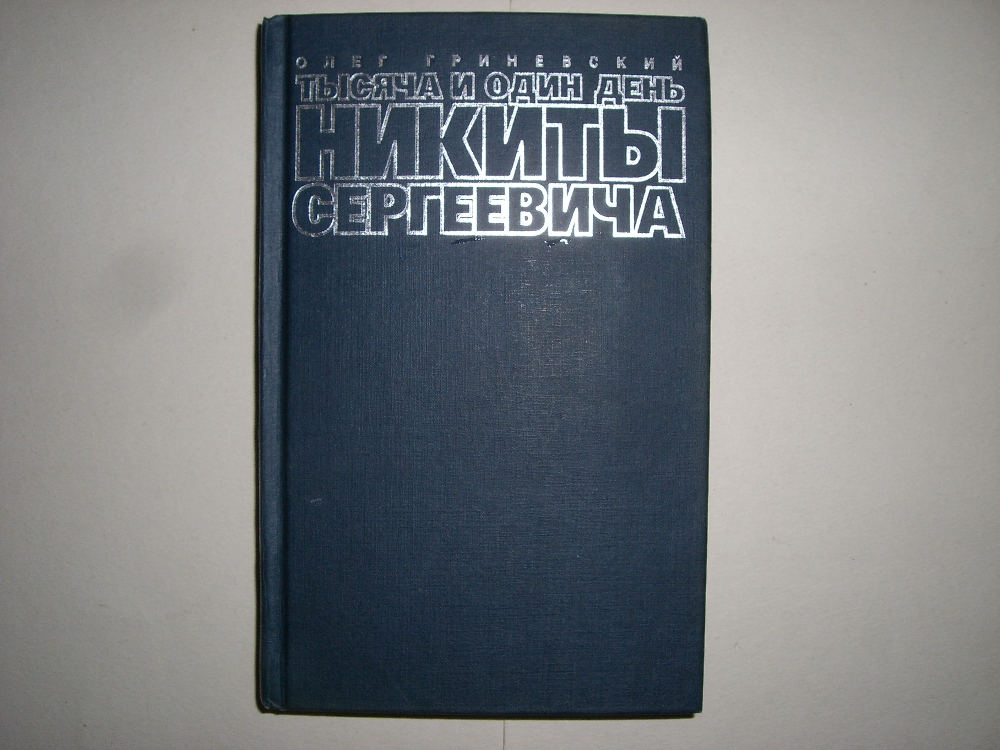 ОЛЕГ ГРИНЕВСКИЙ
ТЫСЯЧА И ОДИН ДЕНЬ
НИКИТЫ
СЕРГЕЕВИЧА